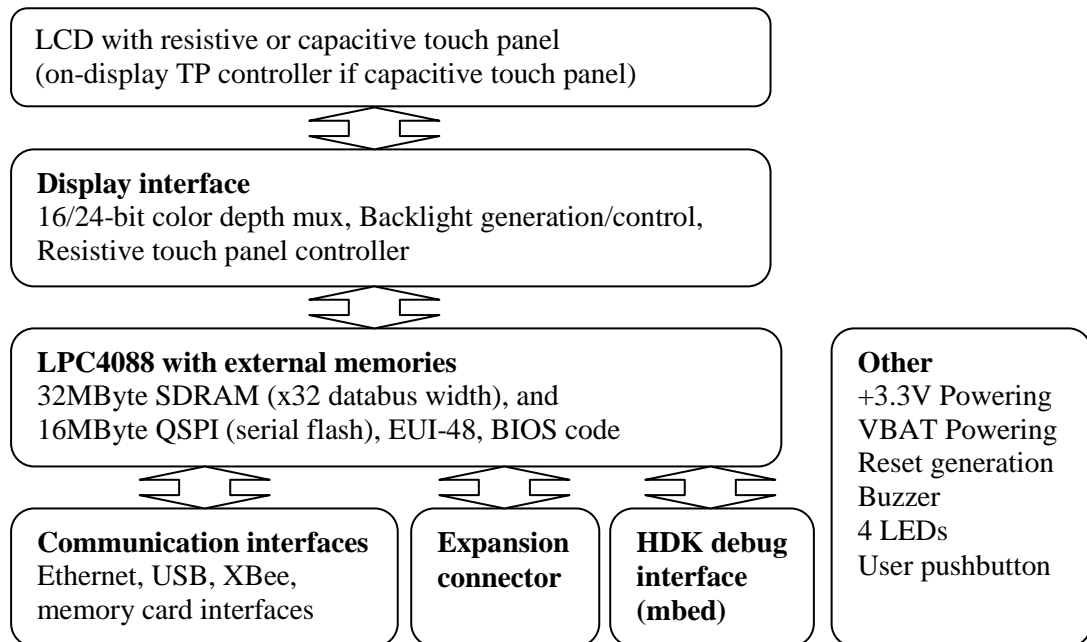 LCD with resistive or capacitive touch panel
(on-display TP controller if capacitive touch panel)
Display interface
16/24-bit color depth mux, Backlight generation/control,
Resistive touch panel controller
LPC4088 with external memories
32MByte SDRAM (x32 databus width), and
16MByte QSPI (serial flash), EUI-48, BIOS code
Other
+3.3V Powering
VBAT Powering
Reset generation
Buzzer
4 LEDs
User pushbutton
Communication interfaces
Ethernet, USB, XBee,
memory card interfaces
Expansion
connector
HDK debug
interface
(mbed)